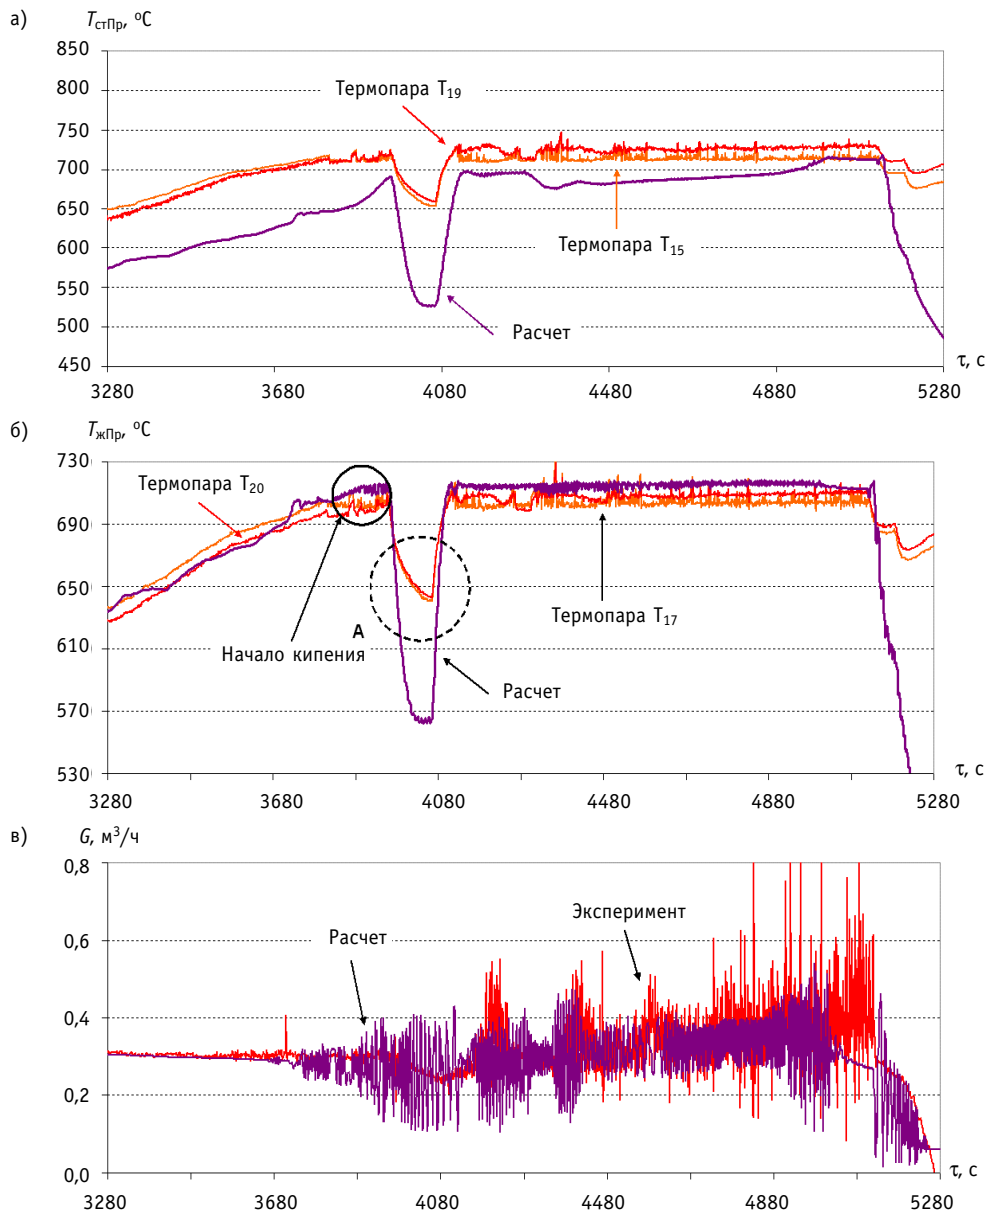 а)
TстПр, °C
850
800
750
700
650
600
550
500
450
Термопара T19
Термопара T15
Расчет
τ, с
3280
3680
4080
4480
4880
5280
б)
TжПр, °C
730
690
650
610
570
530
Термопара T20
Термопара T17
А
Начало кипения
Расчет
τ, с
3280
3680
4080
4480
4880
5280
в)
G, м³/ч
0,8
0,6
0,4
0,2
0,0
Расчет
Эксперимент
τ, с
3280
3680
4080
4480
4880
5280